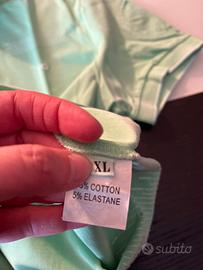 XL
% COTTON
5% ELASTANE
subito